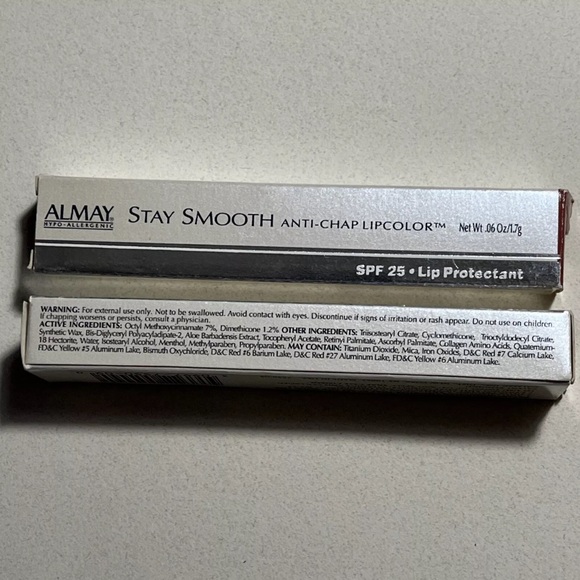 ALMAY®
HYPO-ALLERGENIC
STAY SMOOTH ANTI-CHAP LIPCOLOR™ Net Wt .06 Oz/1.7g
SPF 25 • Lip Protectant
WARNING: For external use only. Not to be swallowed. Avoid contact with eyes. Discontinue if signs of irritation or rash appear. Do not use on children
If chapping worsens or persists, consult a physician.
ACTIVE INGREDIENTS: Octyl Methoxycinnamate 7%, Dimethicone 1.2% OTHER INGREDIENTS: Triisostearyl Citrate, Cyclomethicone, Trioctyldodecyl Citrate,
Synthetic Wax, Bis-Diglyceryl Polyacyladipate-2, Aloe Barbadensis Extract, Tocopheryl Acetate, Retinyl Palmitate, Ascorbyl Palmitate, Collagen Amino Acids, Quaternium-
18 Hectorite, Water, Isostearyl Alcohol, Menthol, Methylparaben, Propylparaben. MAY CONTAIN: Titanium Dioxide, Mica, Iron Oxides, D&C Red #7 Calcium Lake,
FD&C Yellow #5 Aluminum Lake, Bismuth Oxychloride, D&C Red #6 Barium Lake, D&C Red #27 Aluminum Lake, FD&C Yellow #6 Aluminum Lake.